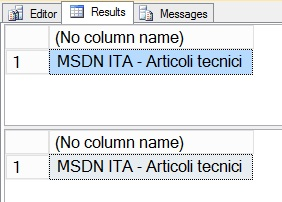 Editor Results Messages
(No column name)
1 MSDN ITA - Articoli tecnici
(No column name)
1 MSDN ITA - Articoli tecnici